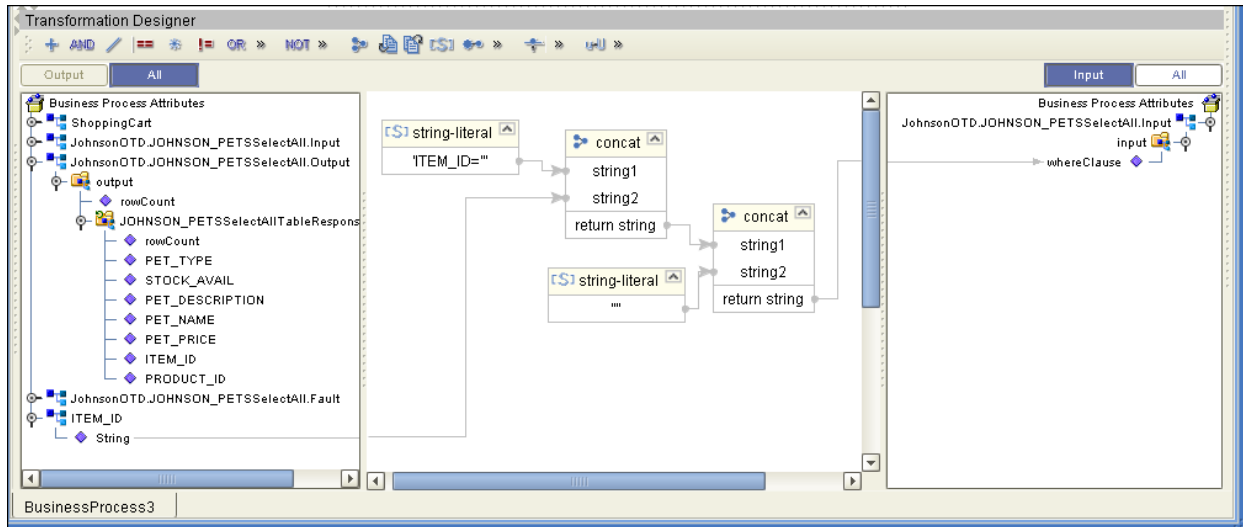 Transformation Designer
AND == != OR » NOT » [S] » » »
Output All Input All
Business Process Attributes
ShoppingCart
JohnsonOTD.JOHNSON_PETSSelectAll.Input
JohnsonOTD.JOHNSON_PETSSelectAll.Output
output
rowCount
JOHNSON_PETSSelectAllTableRespons
rowCount
PET_TYPE
STOCK_AVAIL
PET_DESCRIPTION
PET_NAME
PET_PRICE
ITEM_ID
PRODUCT_ID
JohnsonOTD.JOHNSON_PETSSelectAll.Fault
ITEM_ID
String
[S] string-literal
'ITEM_ID='"
concat
string1
string2
return string
[S] string-literal
""
concat
string1
string2
return string
Business Process Attributes
JohnsonOTD.JOHNSON_PETSSelectAll.Input
input
whereClause
BusinessProcess3